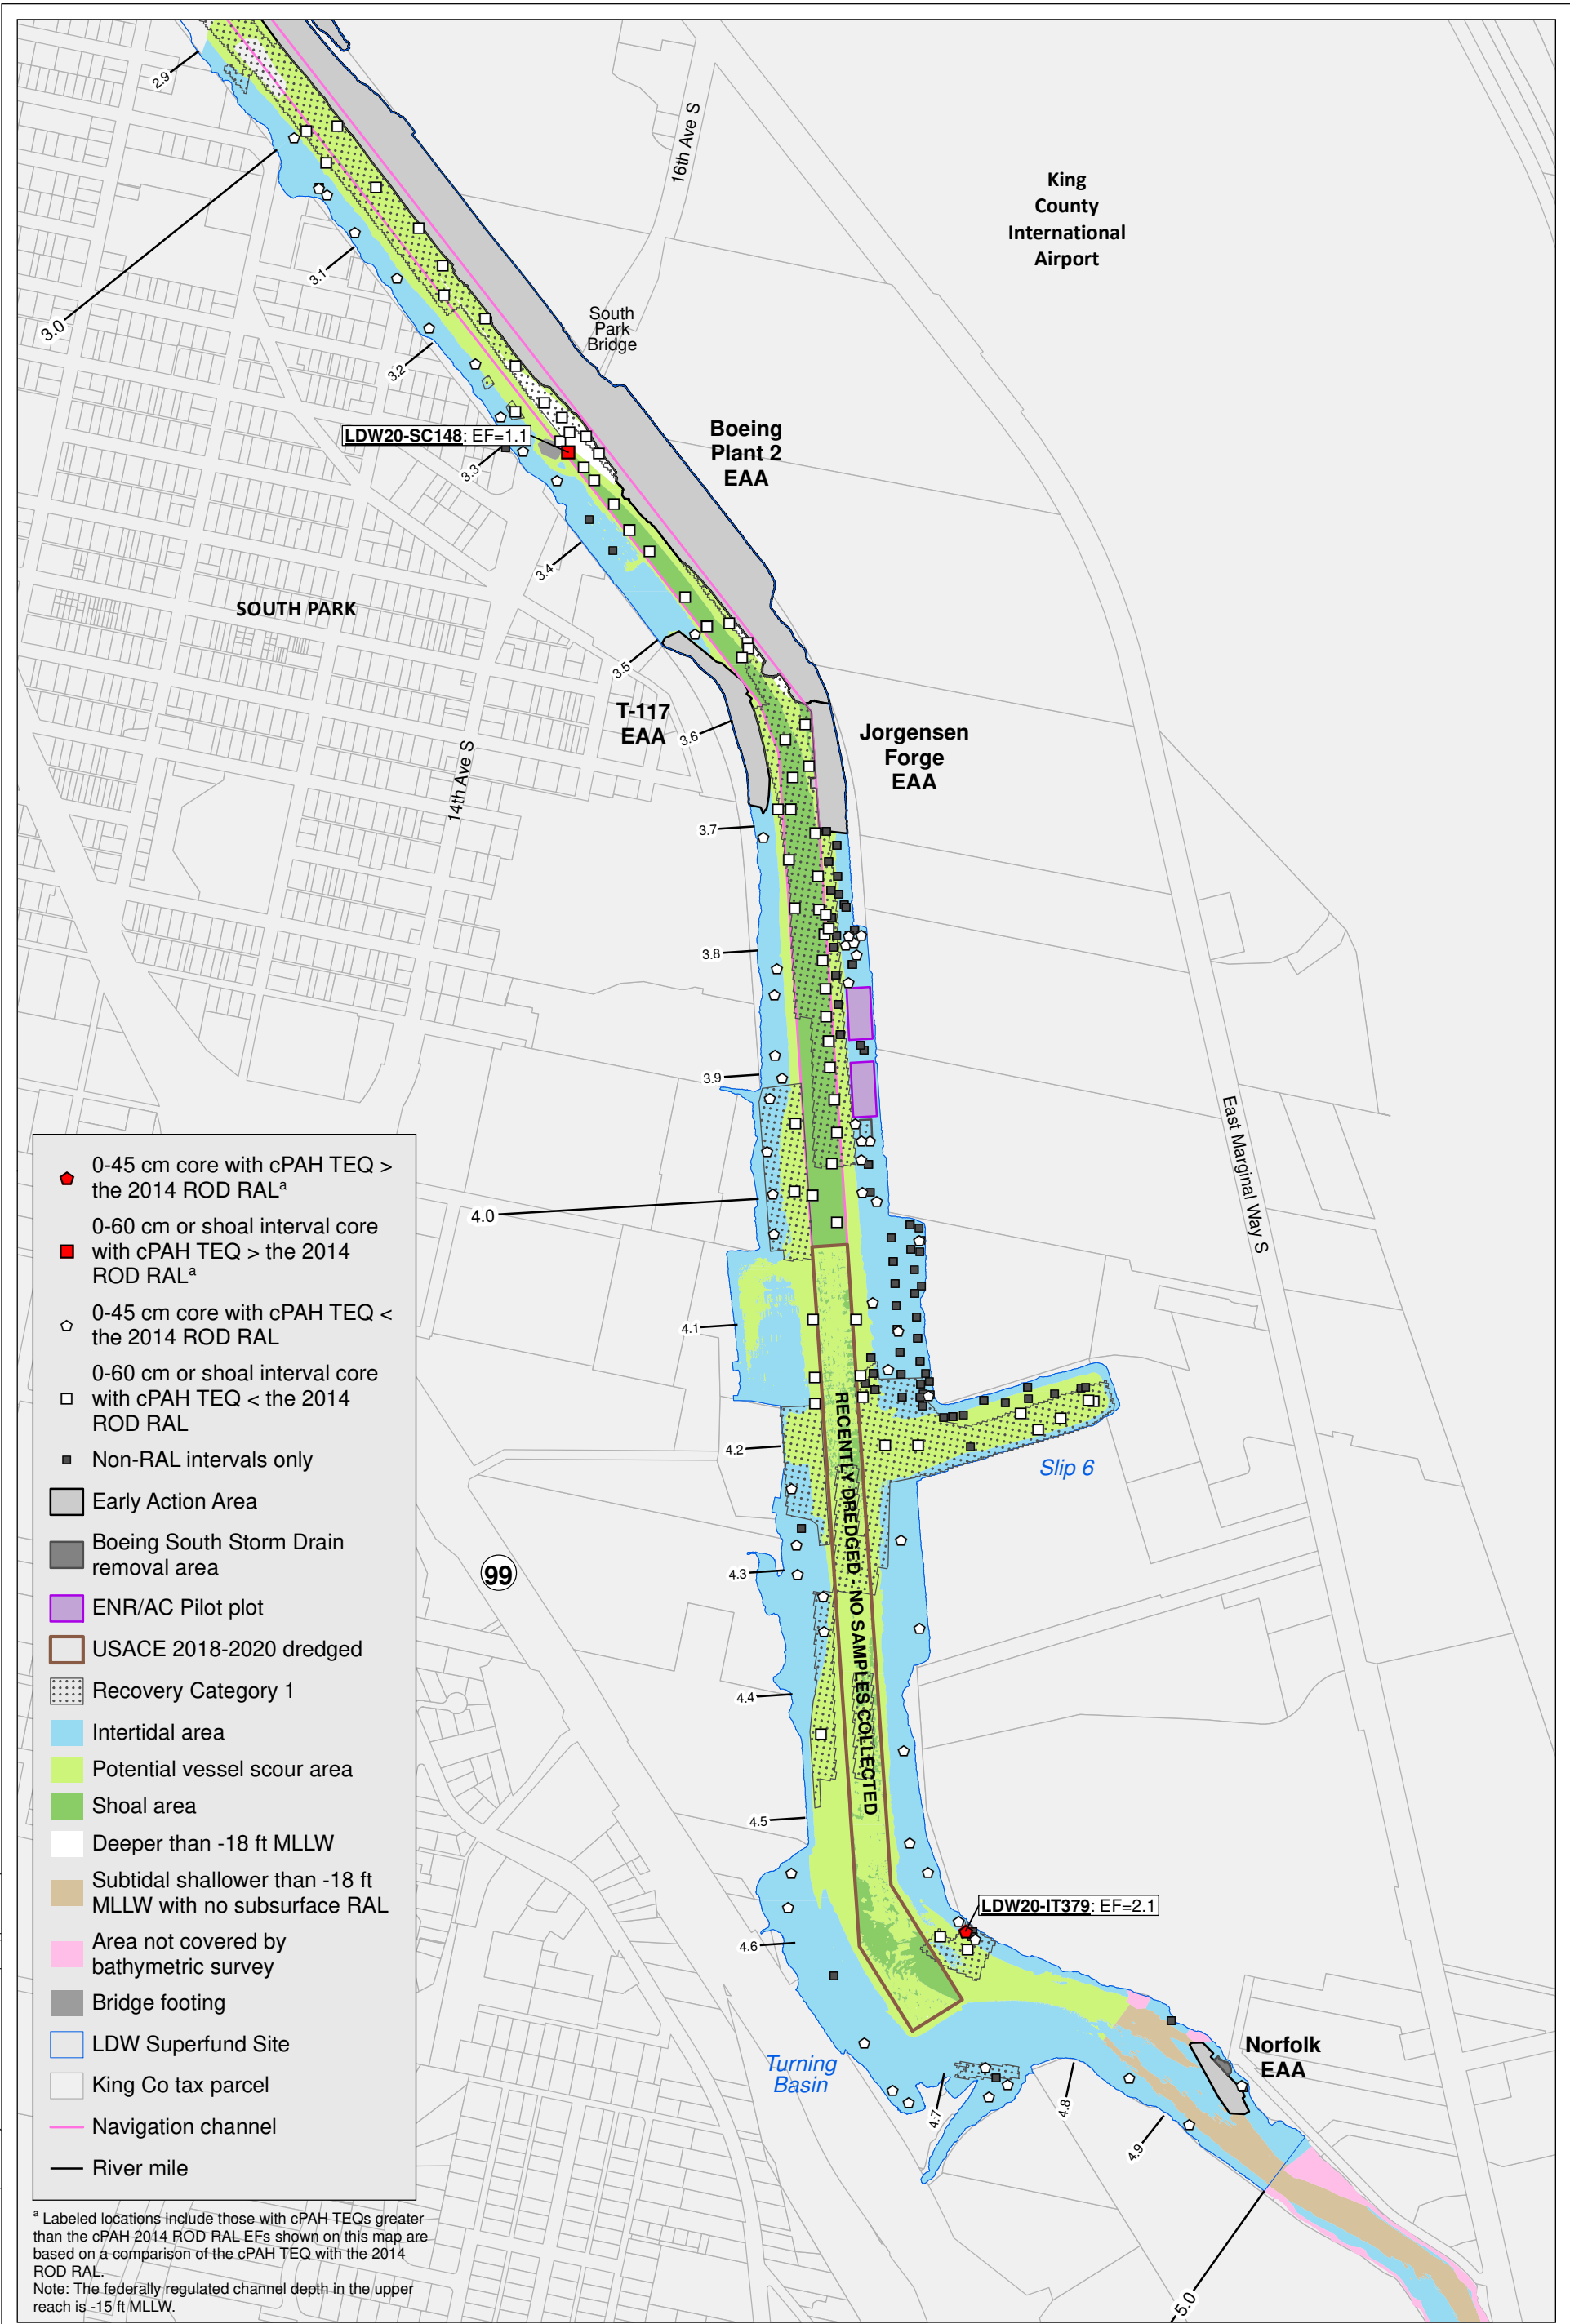 2.9
3.0
3.1
3.2
3.3
3.4
3.5
3.6
3.7
3.8
3.9
4.0
4.1
4.2
4.3
4.4
4.5
4.6
4.7
4.8
4.9
5.0
16th Ave S
King
County
International
Airport
South
Park
Bridge
LDW20-SC148: EF=1.1
Boeing
Plant 2
EAA
SOUTH PARK
T-117
EAA
Jorgensen
Forge
EAA
14th Ave S
East Marginal Way S
RECENTLY DREDGED - NO SAMPLES COLLECTED
Slip 6
99
LDW20-IT379: EF=2.1
Turning
Basin
Norfolk
EAA
0-45 cm core with cPAH TEQ >
the 2014 ROD RALa
0-60 cm or shoal interval core
with cPAH TEQ > the 2014
ROD RALa
0-45 cm core with cPAH TEQ <
the 2014 ROD RAL
0-60 cm or shoal interval core
with cPAH TEQ < the 2014
ROD RAL
Non-RAL intervals only
Early Action Area
Boeing South Storm Drain
removal area
ENR/AC Pilot plot
USACE 2018-2020 dredged
Recovery Category 1
Intertidal area
Potential vessel scour area
Shoal area
Deeper than -18 ft MLLW
Subtidal shallower than -18 ft
MLLW with no subsurface RAL
Area not covered by
bathymetric survey
Bridge footing
LDW Superfund Site
King Co tax parcel
Navigation channel
River mile
a Labeled locations include those with cPAH TEQs greater
than the cPAH 2014 ROD RAL EFs shown on this map are
based on a comparison of the cPAH TEQ with the 2014
ROD RAL.
Note: The federally regulated channel depth in the upper
reach is -15 ft MLLW.